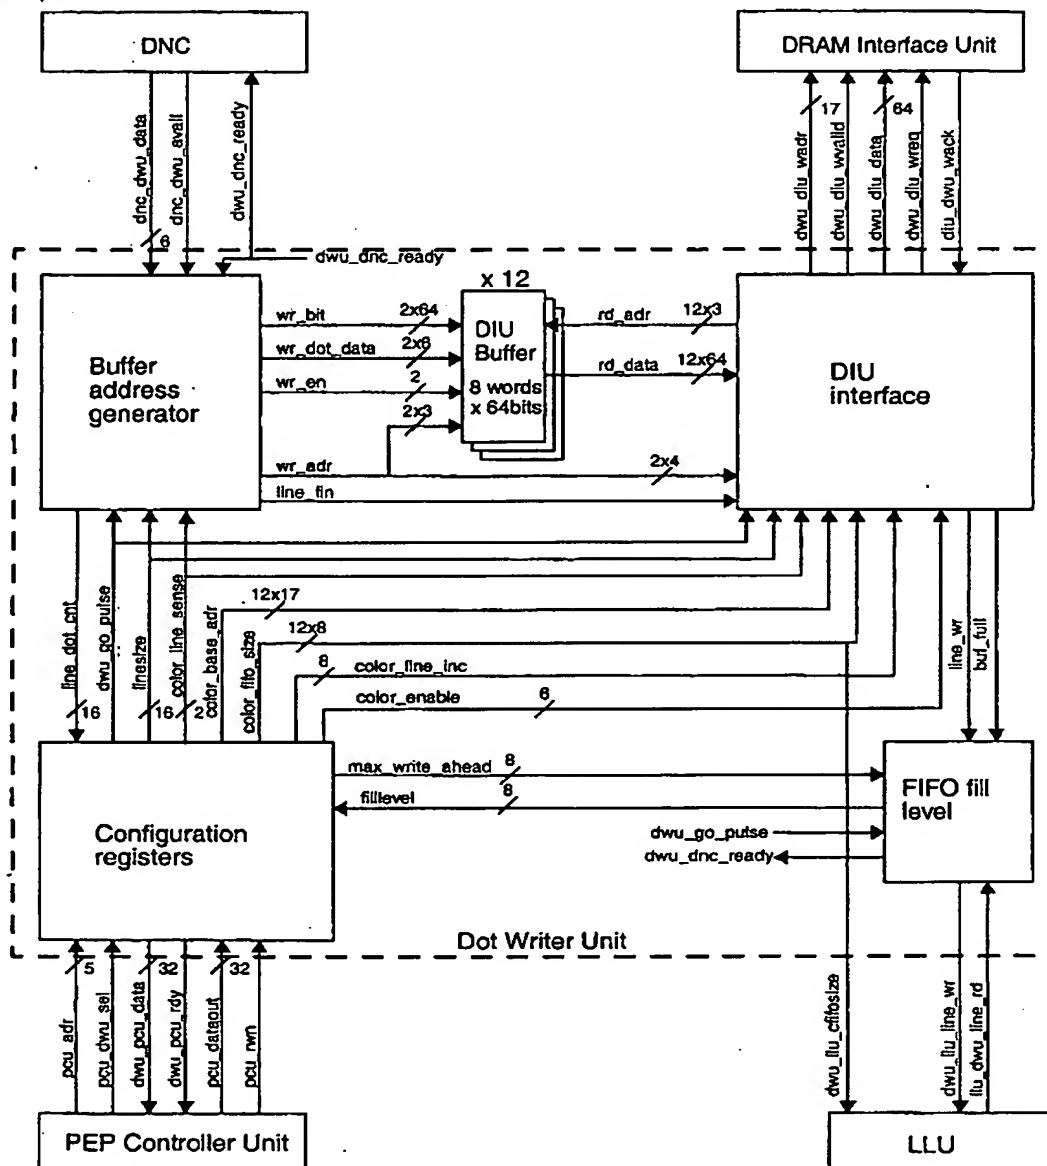 DNC
DRAM Interface Unit
dnc_dwu_data
dnc_dwu_avail
dwu_dnc_ready
6
17
64
dwu_diu_wadr
dwu_diu_wvalid
dwu_diu_data
dwu_diu_wreq
diu_dwu_wack
dwu_dnc_ready
x 12
Buffer
address
generator
wr_bit
2x64
wr_dot_data
2x6
wr_en
2
2x3
wr_adr
2x4
line_fin
DIU
Buffer
8 words
x 64bits
rd_adr
12x3
rd_data
12x64
DIU
interface
line_dot_cnt
dwu_go_pulse
linesize
color_line_sense
color_base_adr
color_fifo_size
16
16
2
12x17
12x8
8
color_line_inc
color_enable
6
line_wr
buf_full
Configuration
registers
max_write_ahead
8
filllevel
8
dwu_go_pulse
dwu_dnc_ready
FIFO fill
level
Dot Writer Unit
5
32
32
pcu_adr
pcu_dwu_sel
dwu_pcu_data
dwu_pcu_rdy
pcu_dataout
pcu_rwn
dwu_llu_cfifosize
dwu_llu_line_wr
llu_dwu_line_rd
PEP Controller Unit
LLU